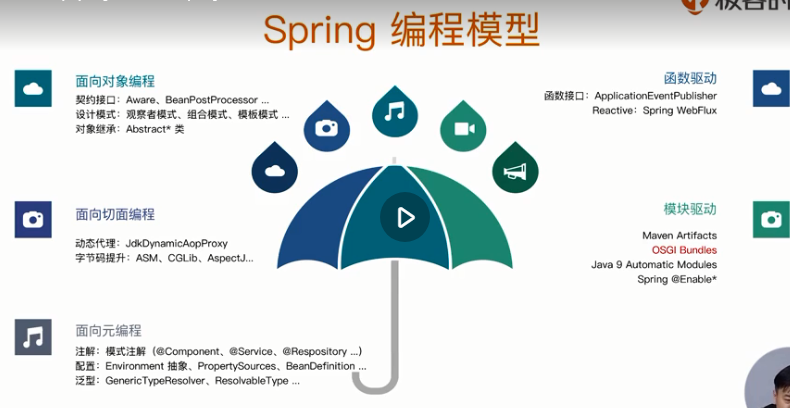 Spring 编程模型
面向对象编程
契约接口：Aware、BeanPostProcessor ...
设计模式：观察者模式、组合模式、模板模式 ...
对象继承：Abstract* 类
面向切面编程
动态代理：JdkDynamicAopProxy
字节码提升：ASM、CGLib、AspectJ...
面向元编程
注解：模式注解（@Component、@Service、@Respository ...）
配置：Environment 抽象、PropertySources、BeanDefinition ...
泛型：GenericTypeResolver、ResolvableType ...
函数驱动
函数接口：ApplicationEventPublisher
Reactive：Spring WebFlux
模块驱动
Maven Artifacts
OSGI Bundles
Java 9 Automatic Modules
Spring @Enable*